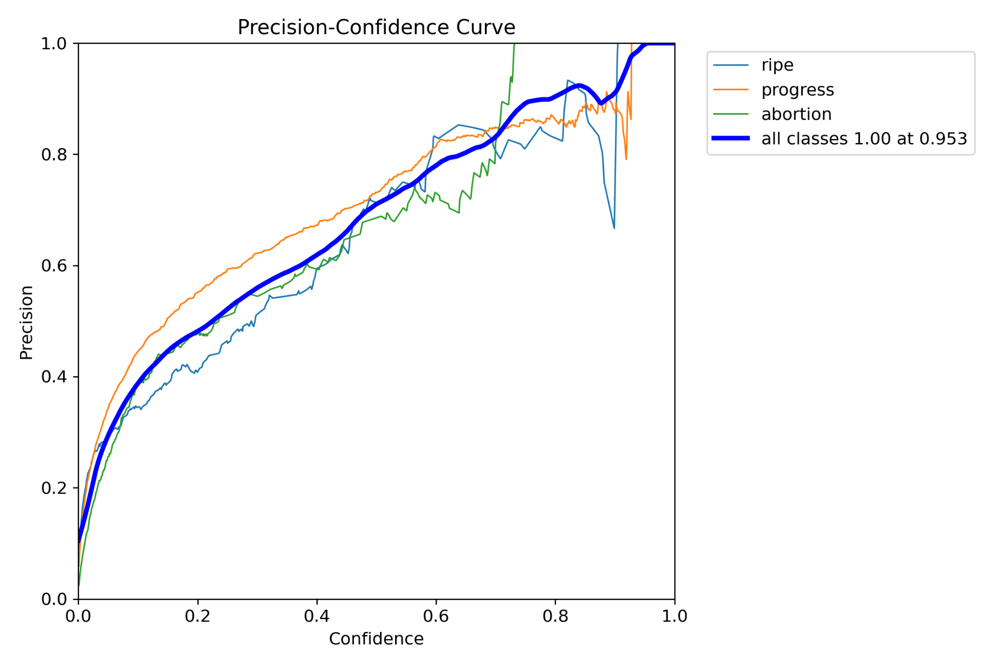 Precision-Confidence Curve
1.0
0.8
0.6
0.4
0.2
0.0
Precision
0.0 0.2 0.4 0.6 0.8 1.0
Confidence
ripe
progress
abortion
all classes 1.00 at 0.953